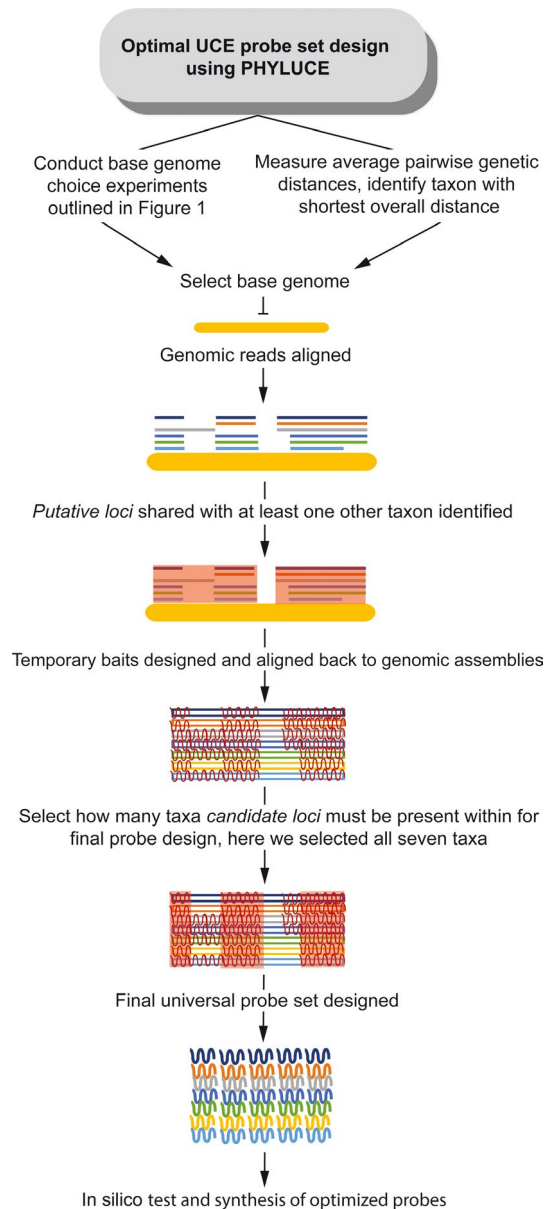 Optimal UCE probe set design
using PHYLUCE
Conduct base genome
choice experiments
outlined in Figure 1
Measure average pairwise genetic
distances, identify taxon with
shortest overall distance
Select base genome
Genomic reads aligned
Putative loci shared with at least one other taxon identified
Temporary baits designed and aligned back to genomic assemblies
Select how many taxa candidate loci must be present within for
final probe design, here we selected all seven taxa
Final universal probe set designed
In silico test and synthesis of optimized probes